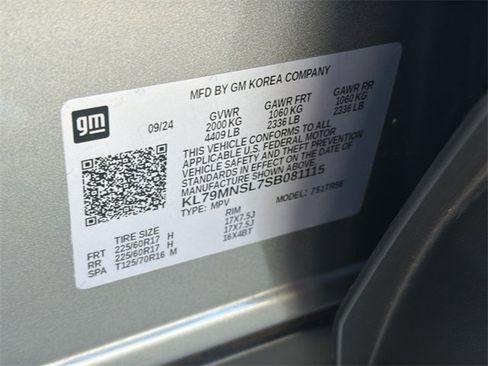 MFD BY GM KOREA COMPANY
gm
09/24
GVWR GAWR FRT GAWR RR
2000 KG 1060 KG 1060 KG
4409 LB 2336 LB 2336 LB
THIS VEHICLE CONFORMS TO ALL
APPLICABLE U.S. FEDERAL MOTOR
VEHICLE SAFETY AND BUMPER
STANDARDS IN EFFECT ON THE DATE
OF MANUFACTURE SHOWN ABOVE.
KL79MNSL7SB081115
TYPE: MPV MODEL: 751TR56
TIRE SIZE RIM
FRT 225/60R17 H 17X7.5J
RR 225/60R17 H 17X7.5J
SPA T125/70R16 M 16X4BT